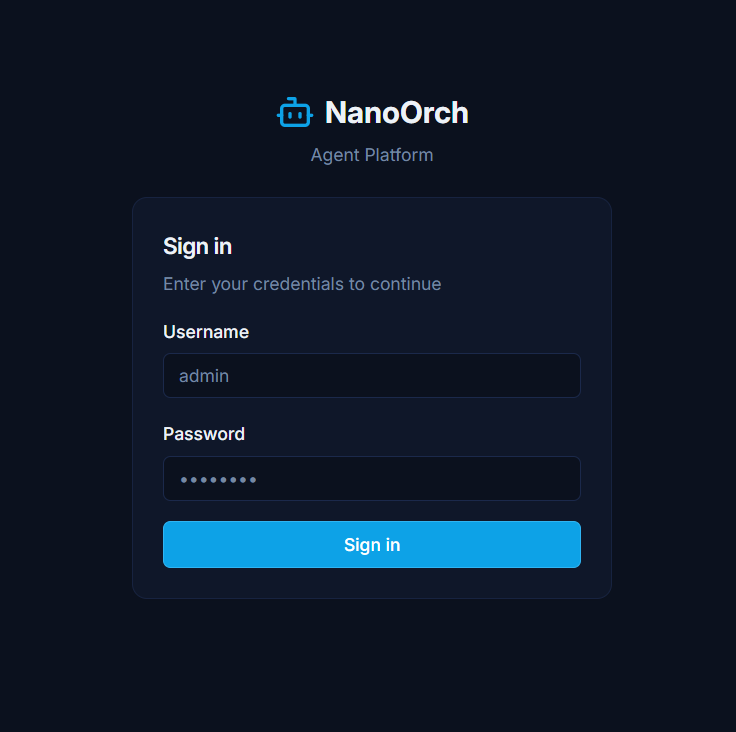 NanoOrch
Agent Platform
Sign in
Enter your credentials to continue
Username
admin
Password
••••••••
Sign in